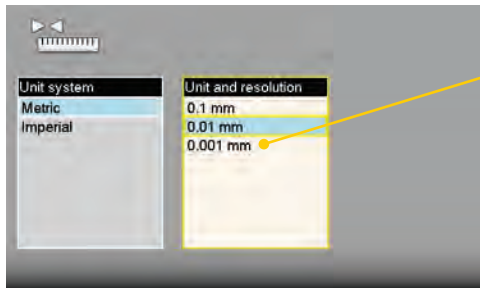 Unit system
Metric
Imperial
Unit and resolution
0.1 mm
0.01 mm
0.001 mm